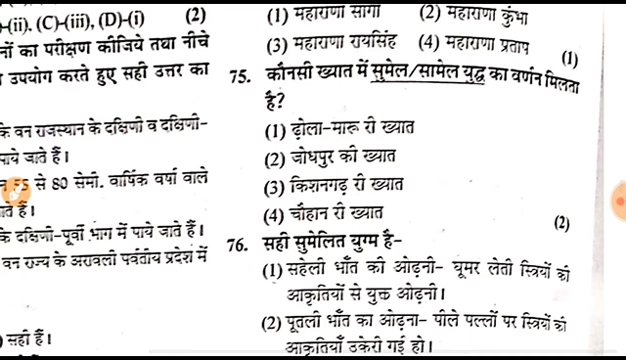 -(ii), (C)-(iii), (D)-(i) (2)
नों का परीक्षण कीजिये तथा नीचे
उपयोग करते हुए सही उत्तर का
के वन राजस्थान के दक्षिणी व दक्षिणी-
पाये जाते हैं।
से 80 सेमी. वार्षिक वर्षा वाले
हैं।
के दक्षिणी-पूर्वी भाग में पाये जाते हैं।
वन राज्य के अरावली पर्वतीय प्रदेश में
सही हैं।
(1) महाराणा सांगा (2) महाराणा कुंभा
(3) महाराणा रायसिंह (4) महाराणा प्रताप
(1)
75. कौनसी ख्यात में सुमेल/सामेल युद्ध का वर्णन मिलता
है?
(1) ढ़ोला-मारू री ख्यात
(2) जोधपुर की ख्यात
(3) किशनगढ़ री ख्यात
(4) चौहान री ख्यात
(2)
76. सही सुमेलित युग्म है-
(1) सहेली भाँत की ओढ़नी- घूमर लेती स्त्रियों की
आकृतियों से युक्त ओढ़नी।
(2) पूतली भाँत का ओढ़ना- पीले पल्लों पर स्त्रियों की
आकृतियाँ उकेरी गई हो।